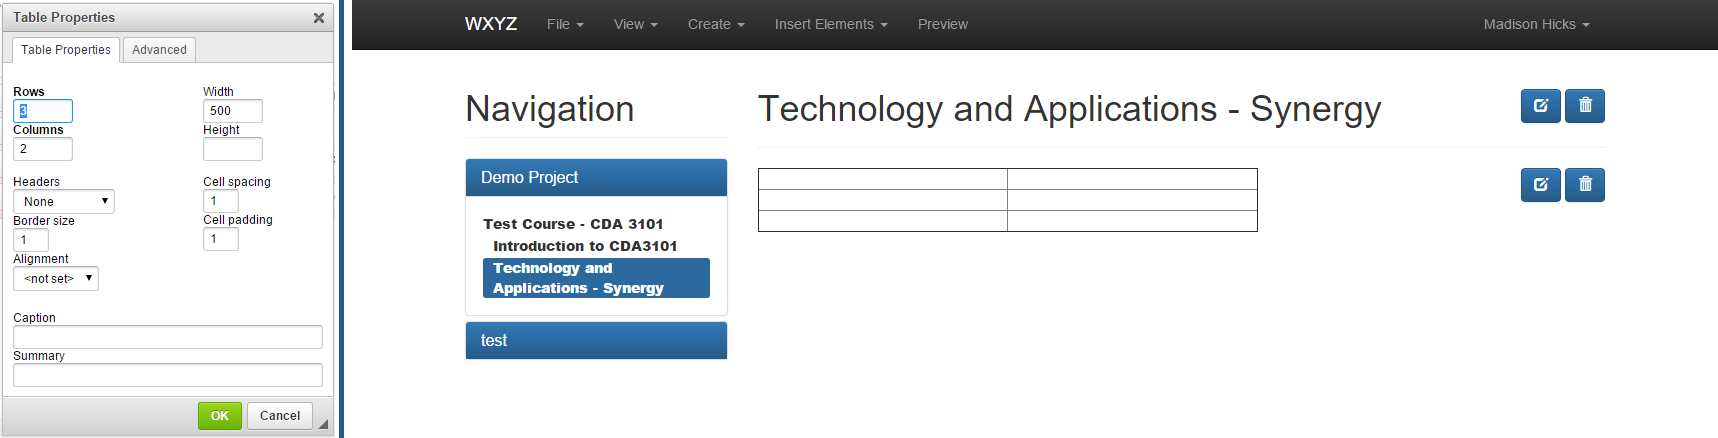 Table Properties
Table Properties Advanced
Rows Width
3 500
Columns Height
2
Headers Cell spacing
None 1
Border size Cell padding
1 1
Alignment
<not set>
Caption
Summary
OK Cancel
WXYZ File View Create Insert Elements Preview Madison Hicks
Navigation
Demo Project
Test Course - CDA 3101
Introduction to CDA3101
Technology and
Applications - Synergy
test
Technology and Applications - Synergy